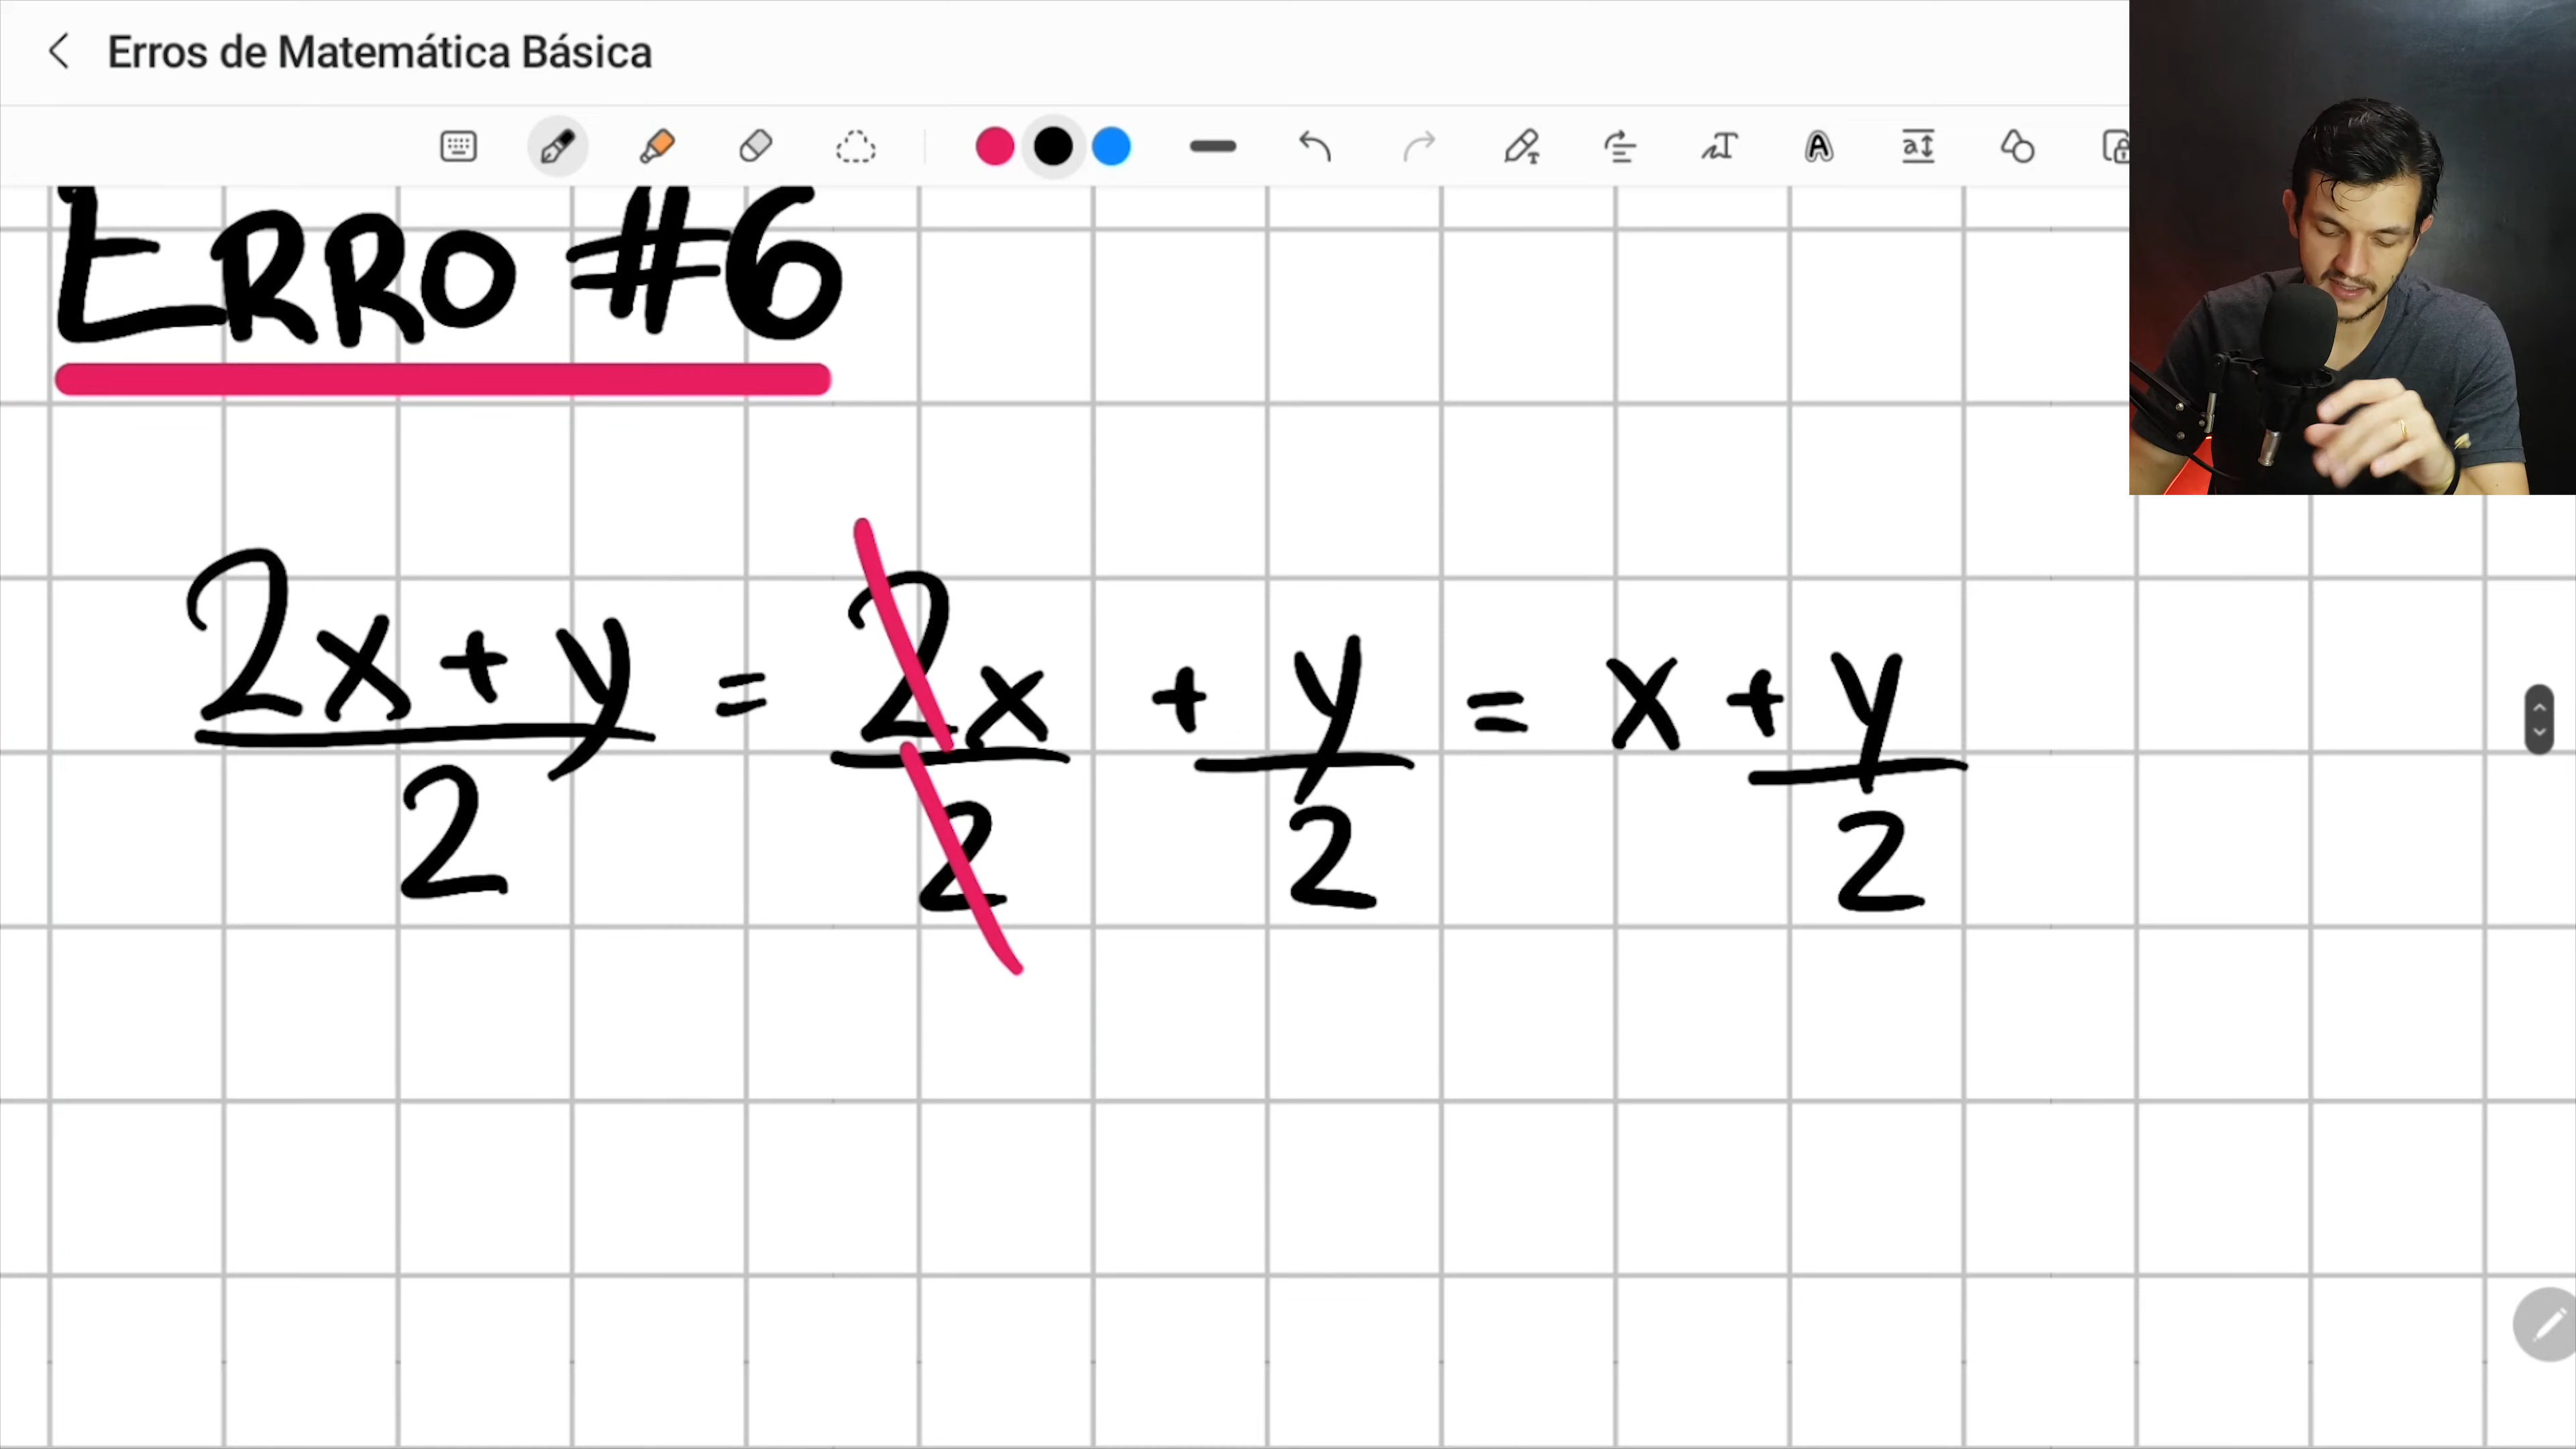 Erros de Matemática Básica
ERRO #6
2x + y = 2x + y = x + y
2 2 2 2